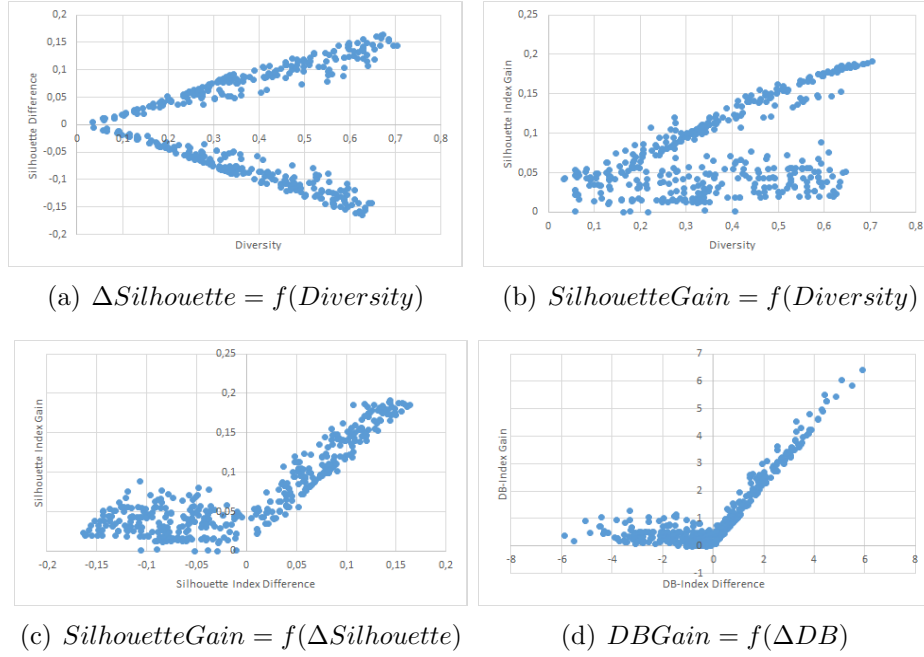 0,2
0,15
0,1
0,05
0
-0,05
-0,1
-0,15
-0,2
0 0,1 0,2 0,3 0,4 0,5 0,6 0,7 0,8
Silhouette Difference
Diversity
(a) ΔSilhouette = f(Diversity)
0,25
0,2
0,15
0,1
0,05
0
0 0,1 0,2 0,3 0,4 0,5 0,6 0,7 0,8
Silhouette Index Gain
Diversity
(b) SilhouetteGain = f(Diversity)
0,25
0,2
0,15
0,1
0,05
0
-0,2 -0,15 -0,1 -0,05 0 0,05 0,1 0,15 0,2
Silhouette Index Gain
Silhouette Index Difference
(c) SilhouetteGain = f(ΔSilhouette)
7
6
5
4
3
2
1
0
-1
-8 -6 -4 -2 0 2 4 6 8
DB-Index Gain
DB-Index Difference
(d) DBGain = f(ΔDB)